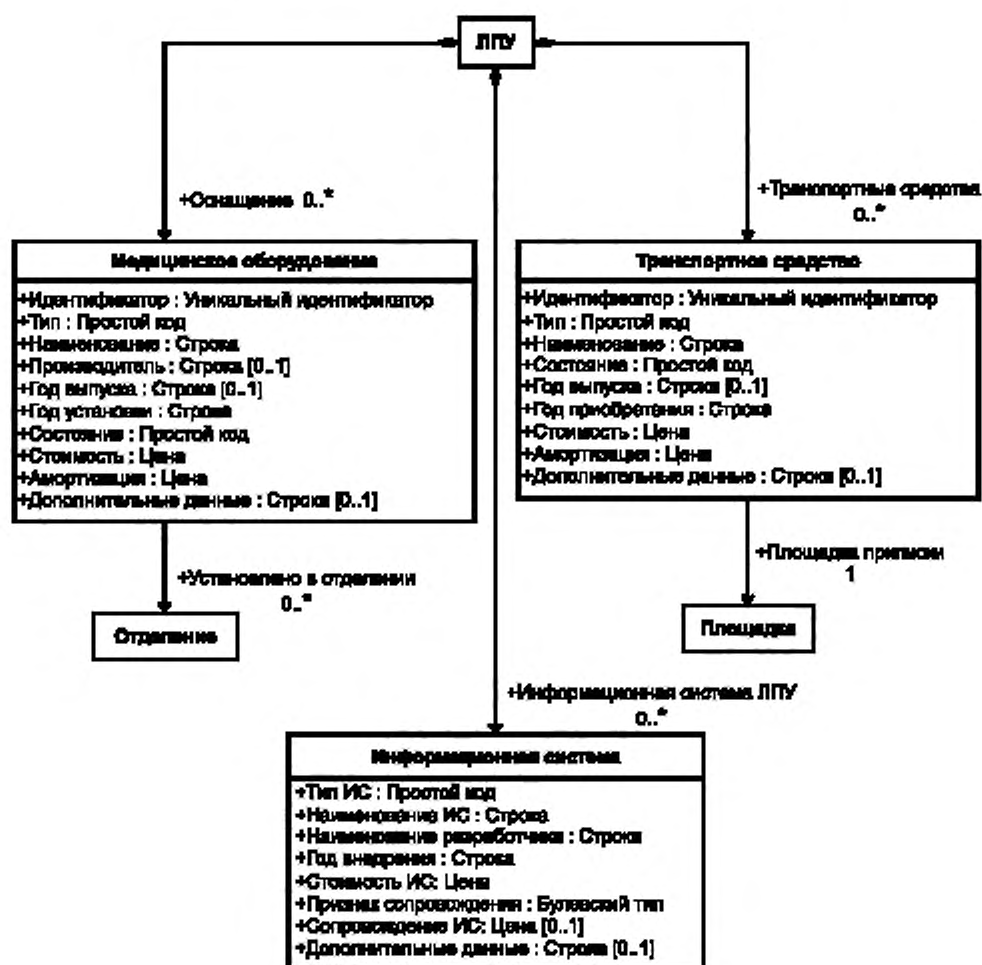 ЛПУ
+Оснащение 0..*
+Транспортные средства
0..*
Медицинское оборудование
+Идентификатор : Уникальный идентификатор
+Тип : Простой код
+Наименование : Строка
+Производитель : Строка [0..1]
+Год выпуска : Строка [0..1]
+Год установки : Строка
+Состояние : Простой код
+Стоимость : Цена
+Амортизация : Цена
+Дополнительные данные : Строка [0..1]
Транспортное средство
+Идентификатор : Уникальный идентификатор
+Тип : Простой код
+Наименование : Строка
+Состояние : Простой код
+Год выпуска : Строка [0..1]
+Год приобретения : Строка
+Стоимость : Цена
+Амортизация : Цена
+Дополнительные данные : Строка [0..1]
+Установлено в отделении
0..*
Отделение
+Площадка приписки
1
Площадка
+Информационная система ЛПУ
0..*
Информационная система
+Тип ИС : Простой код
+Наименование ИС : Строка
+Наименование разработчика : Строка
+Год внедрения : Строка
+Стоимость ИС: Цена
+Признак сопровождения : Булевский тип
+Сопровождение ИС: Цена [0..1]
+Дополнительные данные : Строка [0..1]